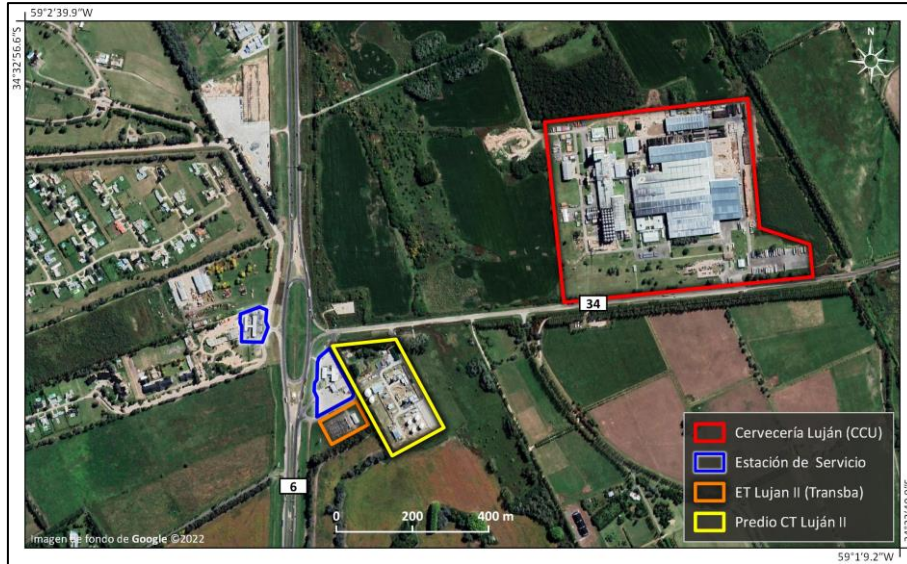 59°2'39.9"W
34°32'56.6"S
N
34
6
Cervecería Luján (CCU)
Estación de Servicio
ET Lujan II (Transba)
Predio CT Luján II
0 200 400 m
Imagen de fondo de Google ©2022
59°1'9.2"W